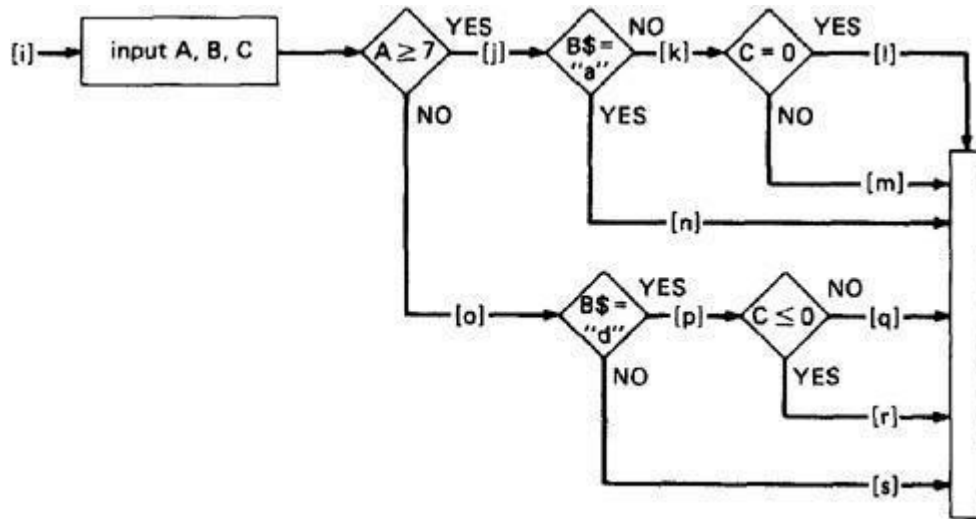 YES NO YES
[i] input A, B, C A ≥ 7 [j] B$ = "a" [k] C = 0 [l]
NO YES NO
[m]
[n]
YES NO
[o] B$ = "d" [p] C ≤ 0 [q]
NO YES
[r]
[s]